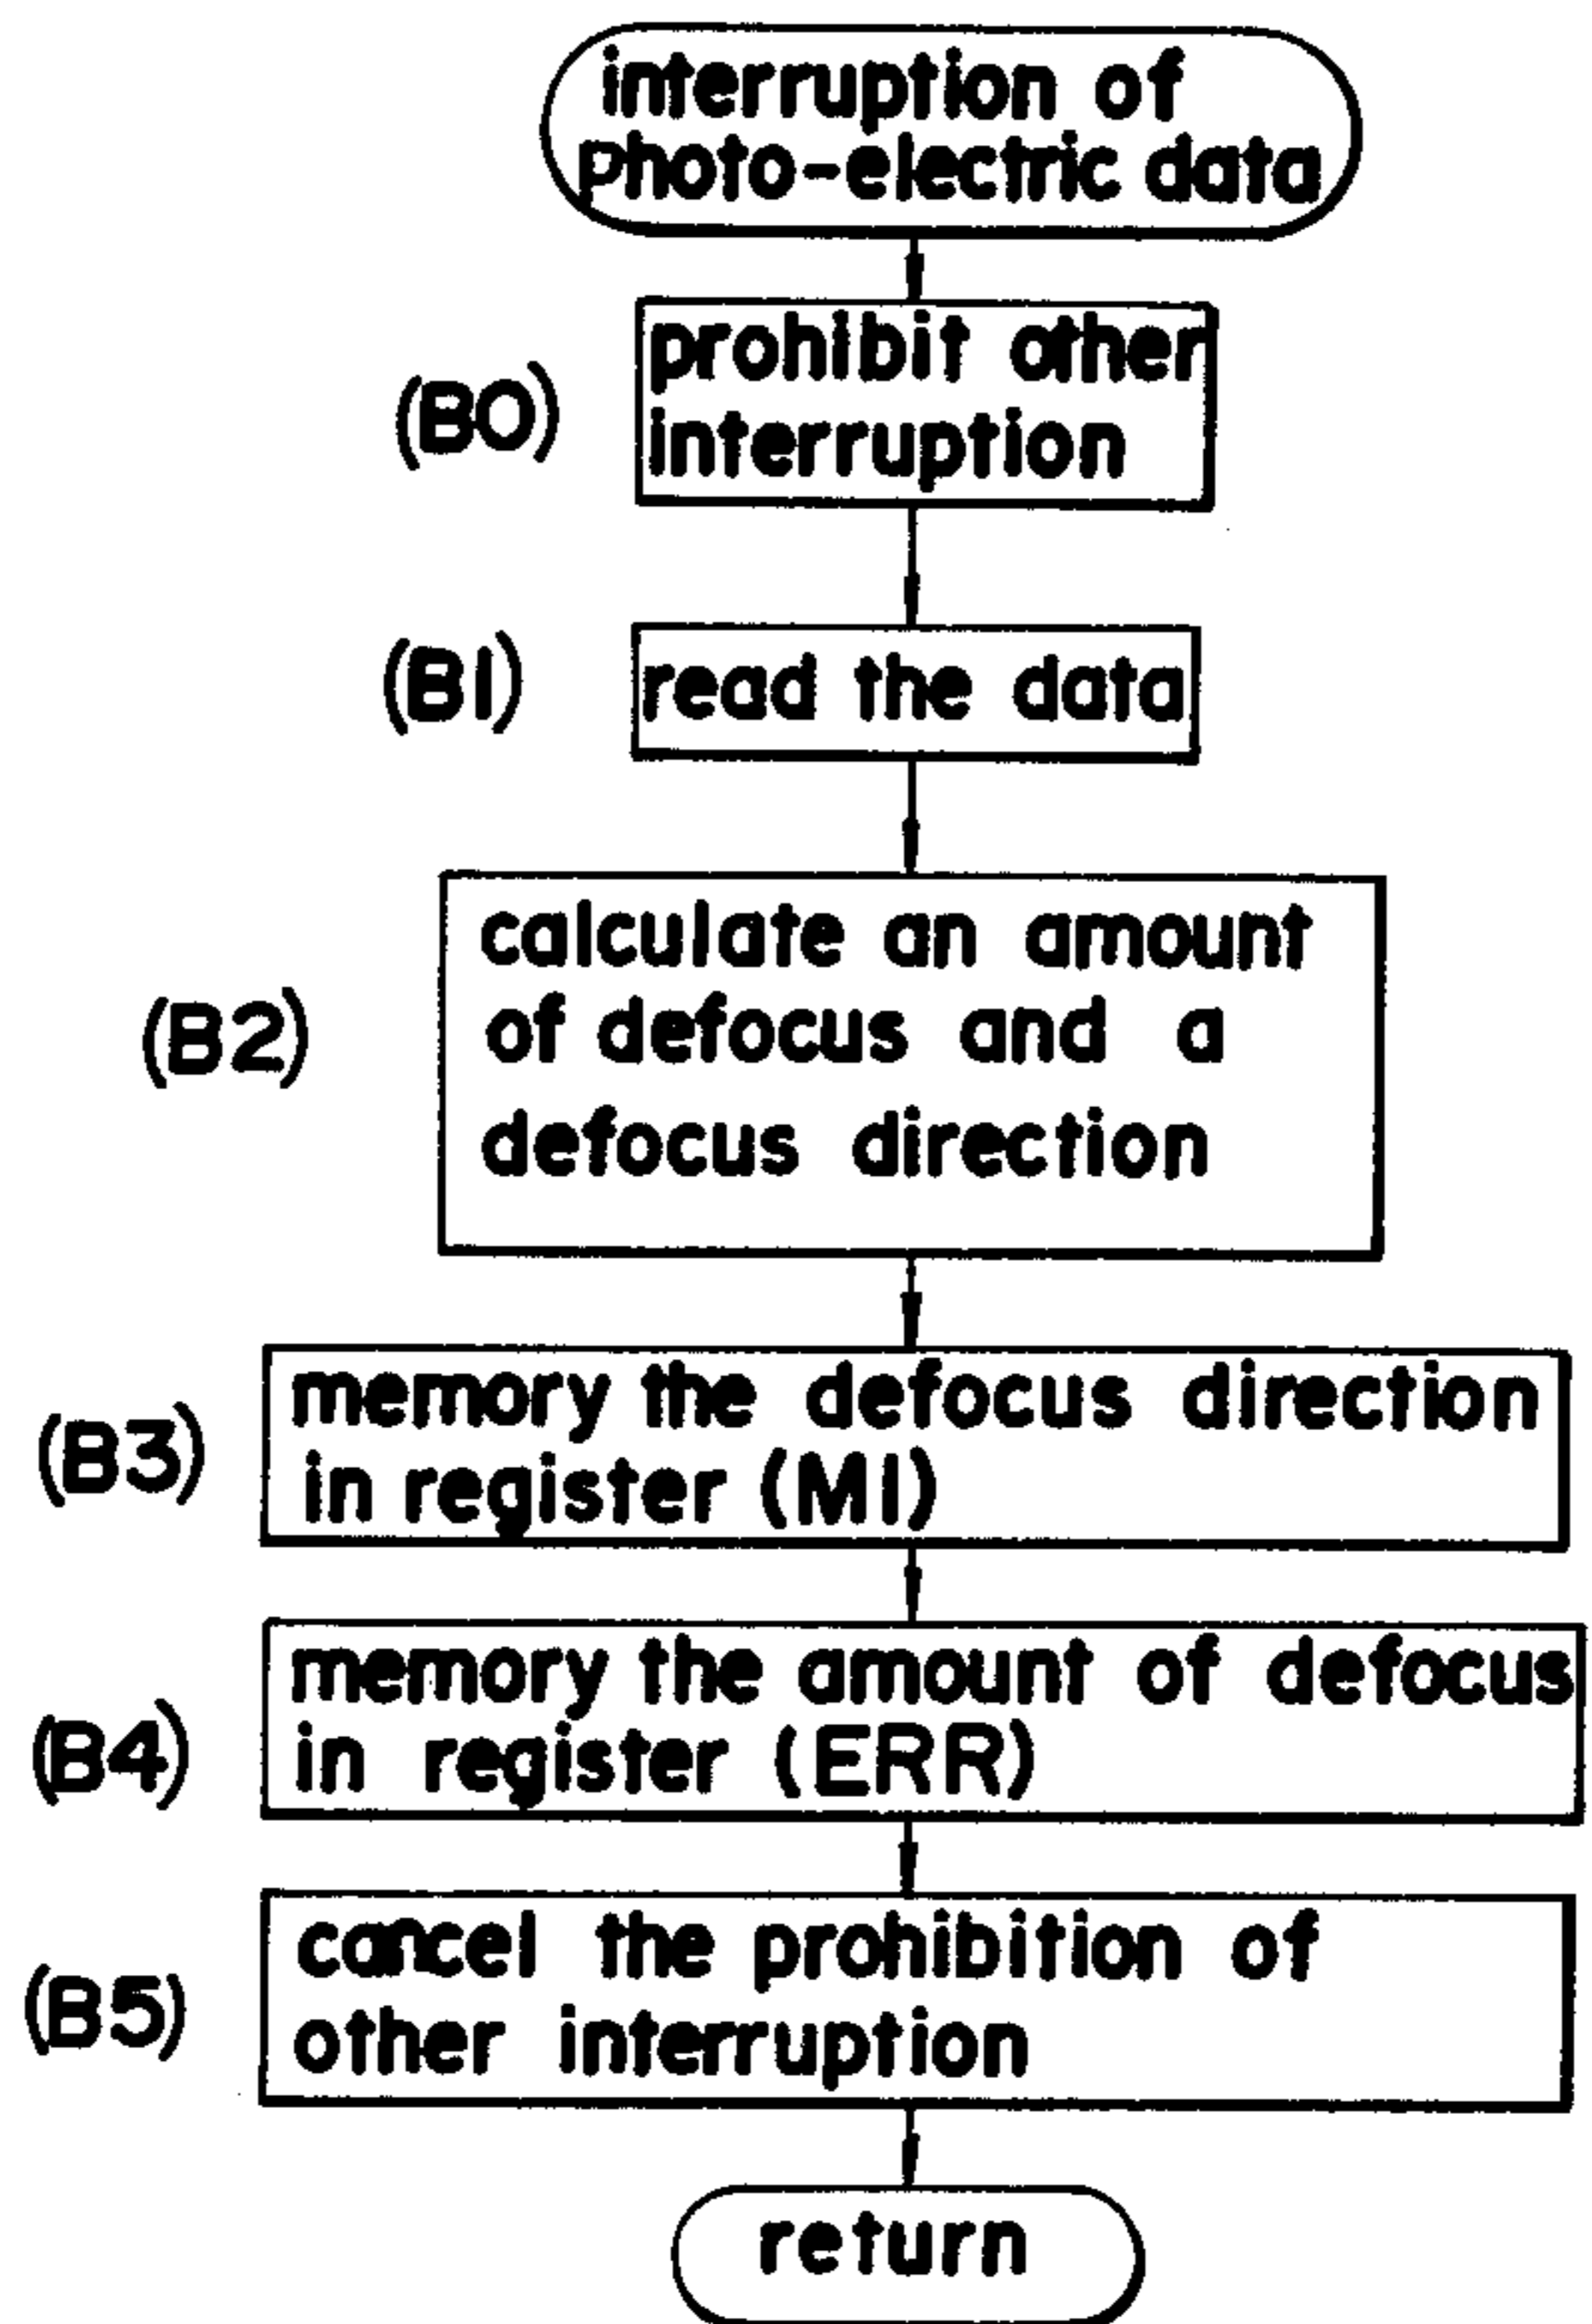 interruption of
photo-electric data
(B0)
prohibit other
interruption
(B1)
read the data
(B2)
calculate an amount
of defocus and a
defocus direction
(B3)
memory the defocus direction
in register (M1)
(B4)
memory the amount of defocus
in register (ERR)
(B5)
cancel the prohibition of
other interruption
return